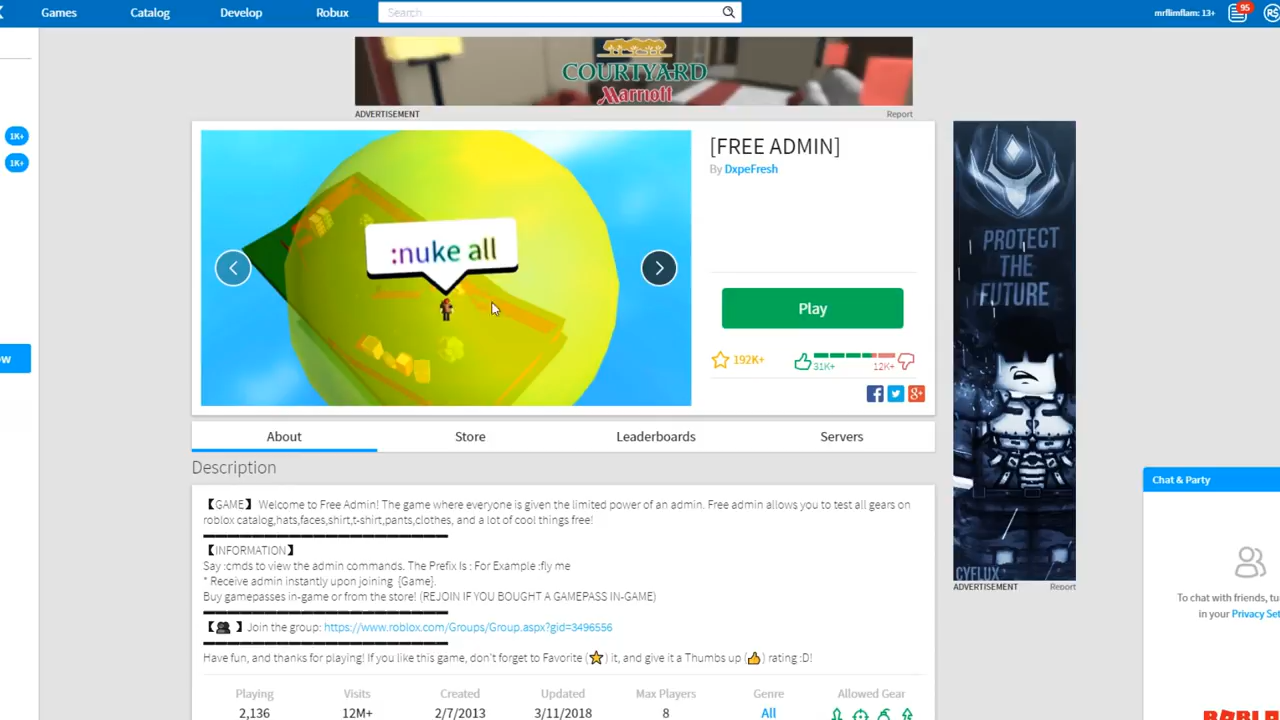 Games Catalog Develop Robux Search mrflimflam: 13+ 95 R$
COURTYARD
Marriott
ADVERTISEMENT Report
1K+
1K+
[FREE ADMIN]
By DxpeFresh
:nuke all
Play
192K+ 31K+ 12K+
PROTECT
THE
FUTURE
CYFLUX
ADVERTISEMENT Report
About Store Leaderboards Servers
Description
【GAME】 Welcome to Free Admin! The game where everyone is given the limited power of an admin. Free admin allows you to test all gears on
roblox catalog,hats,faces,shirt,t-shirt,pants,clothes, and a lot of cool things free!
【INFORMATION】
Say :cmds to view the admin commands. The Prefix Is : For Example :fly me
* Receive admin instantly upon joining {Game}.
Buy gamepasses in-game or from the store! (REJOIN IF YOU BOUGHT A GAMEPASS IN-GAME)
【👥 】Join the group: https://www.roblox.com/Groups/Group.aspx?gid=3496556
Have fun, and thanks for playing! If you like this game, don't forget to Favorite (⭐) it, and give it a Thumbs up (👍) rating :D!
Playing Visits Created Updated Max Players Genre Allowed Gear
2,136 12M+ 2/7/2013 3/11/2018 8 All
Chat & Party
To chat with friends, tu
in your Privacy Set